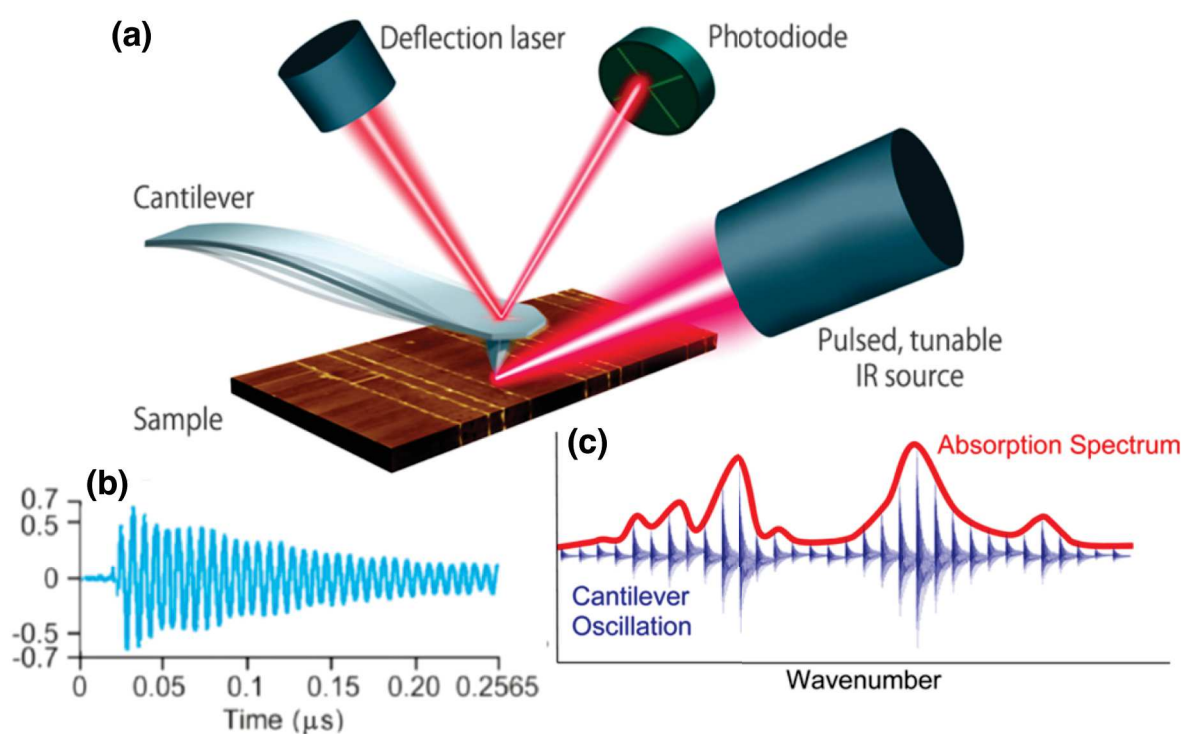 (a)
Deflection laser
Photodiode
Cantilever
Pulsed, tunable
IR source
Sample
(b)
0.7
0.5
0
-0.5
-0.7
0 0.05 0.1 0.15 0.20 0.2565
Time (μs)
(c)
Absorption Spectrum
Cantilever
Oscillation
Wavenumber